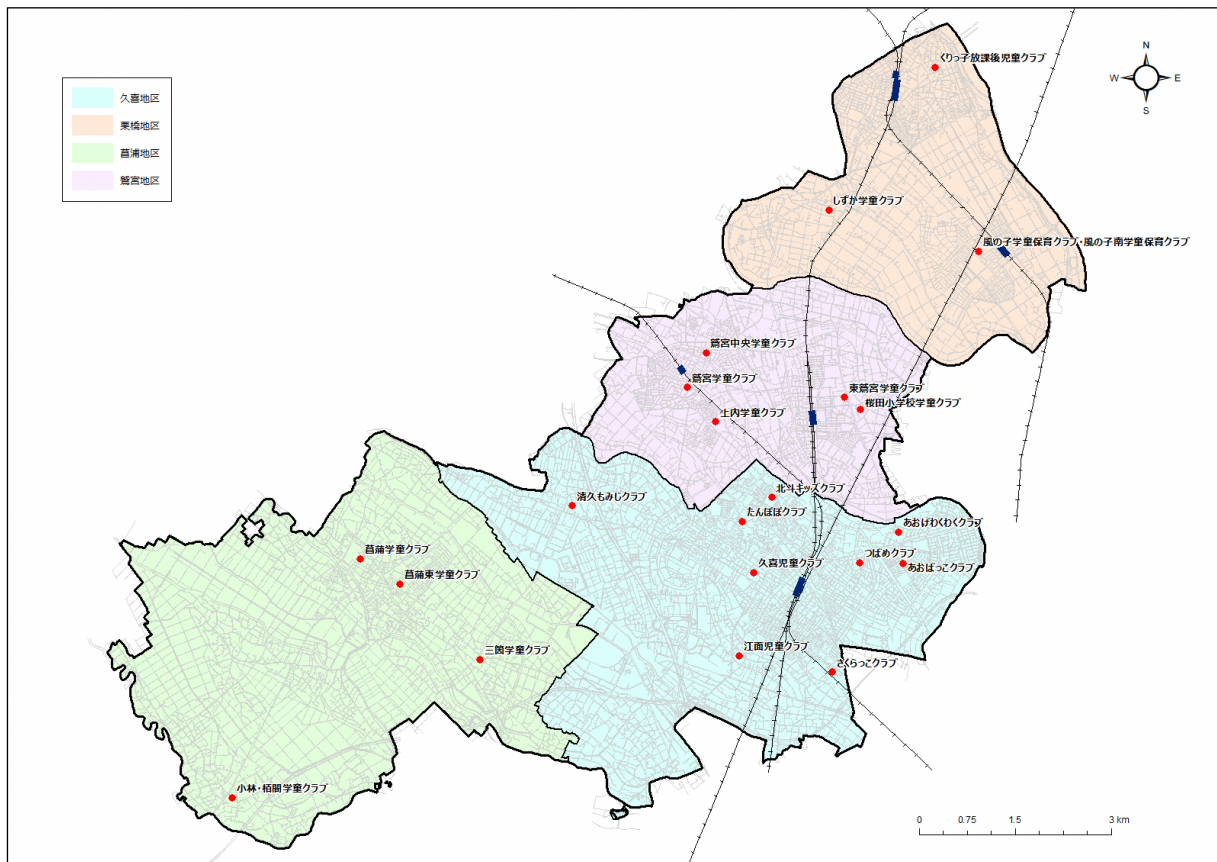 くりっ子放課後児童クラブ
N
W
E
S
久喜地区
栗橋地区
菖浦地区
鷲宮地区
しずか学童クラブ
風の子学童保育クラブ・風の子南学童保育クラブ
鷲宮中央学童クラブ
鷲宮学童クラブ
東鷲宮学童クラブ
桜田小学校学童クラブ
上内学童クラブ
清久もみじクラブ
北斗キッズクラブ
たんぽぽクラブ
あおげわくわくクラブ
菖蒲学童クラブ
久喜児童クラブ
つばめクラブ
あおばっこクラブ
菖蒲東学童クラブ
三箇学童クラブ
江面児童クラブ
さくらっこクラブ
小林・栢間学童クラブ
0 0.75 1.5 3 km